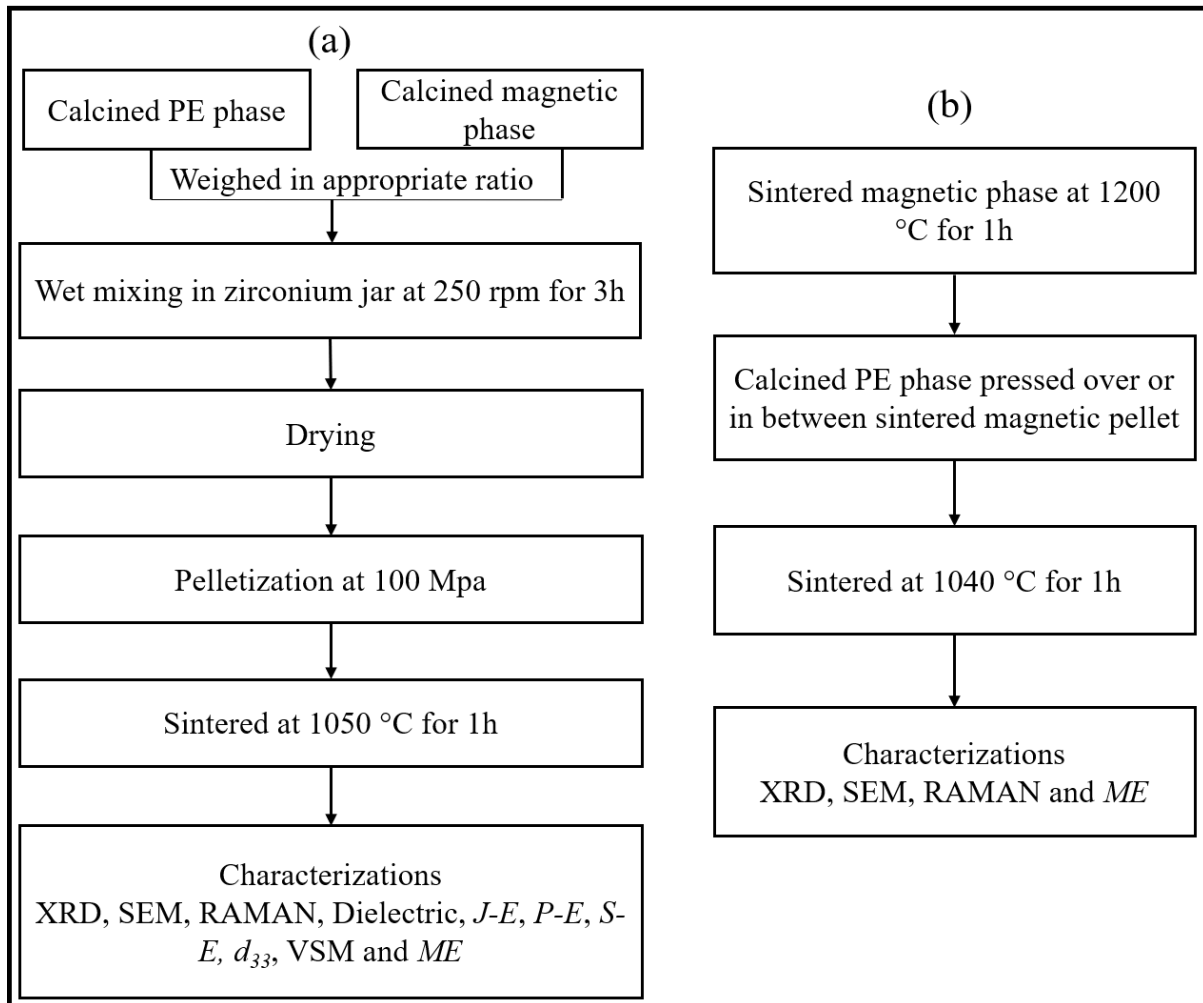 (a)
Calcined PE phase
Calcined magnetic
phase
Weighed in appropriate ratio
Wet mixing in zirconium jar at 250 rpm for 3h
Drying
Pelletization at 100 Mpa
Sintered at 1050 °C for 1h
Characterizations
XRD, SEM, RAMAN, Dielectric, J-E, P-E, S-
E, d33, VSM and ME
(b)
Sintered magnetic phase at 1200
°C for 1h
Calcined PE phase pressed over or
in between sintered magnetic pellet
Sintered at 1040 °C for 1h
Characterizations
XRD, SEM, RAMAN and ME